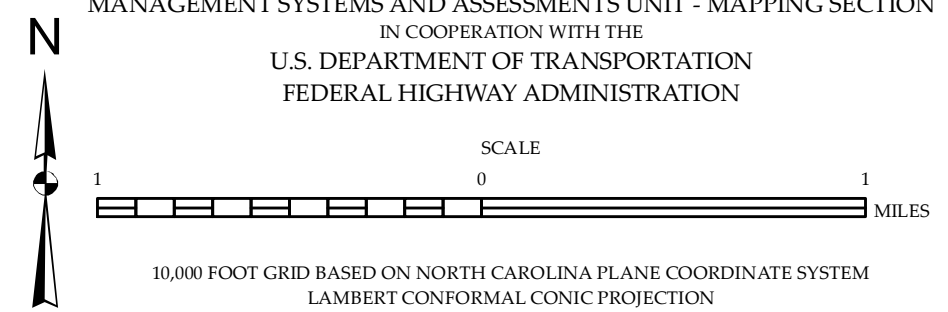 MANAGEMENT SYSTEMS AND ASSESSMENTS UNIT - MAPPING SECTION
N
IN COOPERATION WITH THE
U.S. DEPARTMENT OF TRANSPORTATION
FEDERAL HIGHWAY ADMINISTRATION
SCALE
1 0 1
MILES
10,000 FOOT GRID BASED ON NORTH CAROLINA PLANE COORDINATE SYSTEM
LAMBERT CONFORMAL CONIC PROJECTION